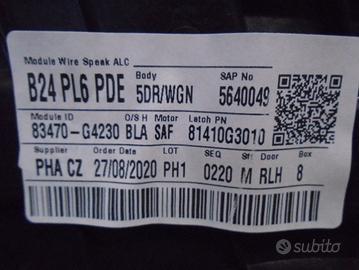 Module Wire Speak ALC
Body
SAP No
B24 PL6 PDE
5DR/WGN
5640049
Module ID
O/S H
Motor
Latch PN
83470-G4230
BLA
SAF
81410G3010
Supplier
Order Date
LOT
SEQ
Sft
Door
Box
PHA CZ
27/08/2020
PH1
0220
M
RLH
8
subito